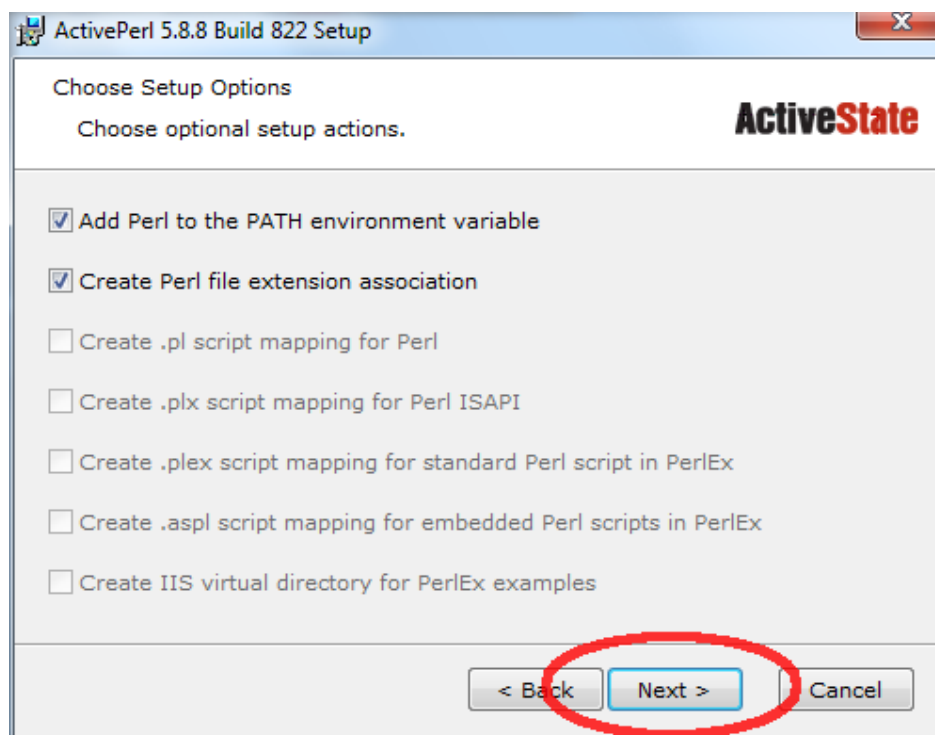 ActivePerl 5.8.8 Build 822 Setup
Choose Setup Options
Choose optional setup actions.
ActiveState
Add Perl to the PATH environment variable
Create Perl file extension association
Create .pl script mapping for Perl
Create .plx script mapping for Perl ISAPI
Create .plex script mapping for standard Perl script in PerlEx
Create .aspl script mapping for embedded Perl scripts in PerlEx
Create IIS virtual directory for PerlEx examples
< Back Next > Cancel